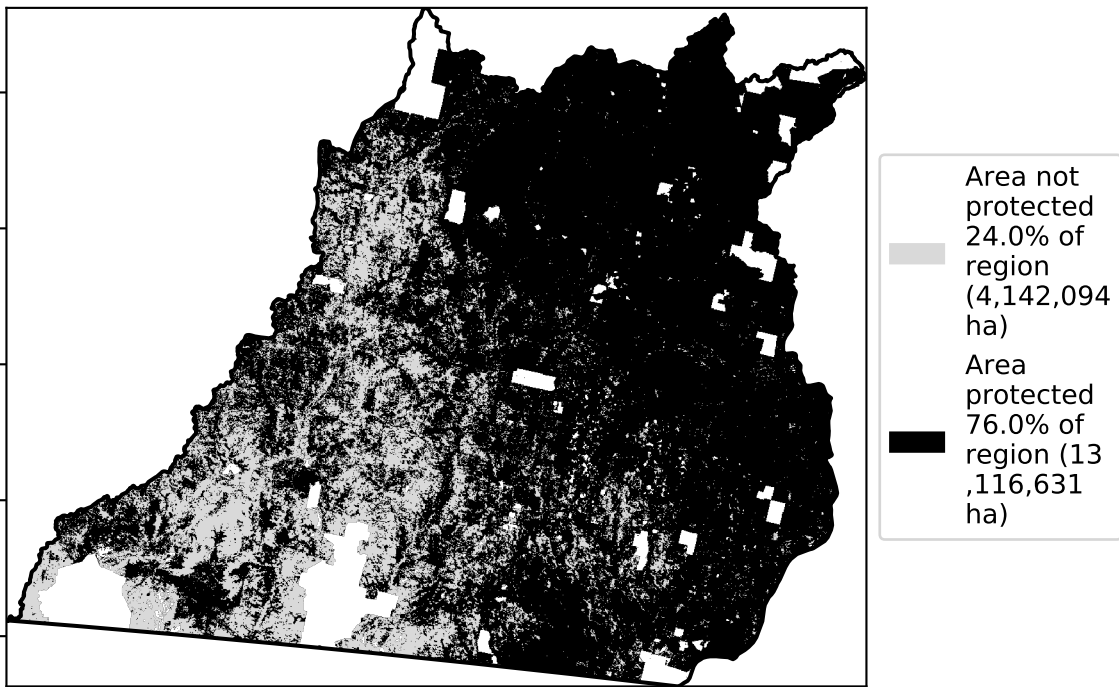 Area not
protected
24.0% of
region
(4,142,094
ha)
Area
protected
76.0% of
region (13
,116,631
ha)